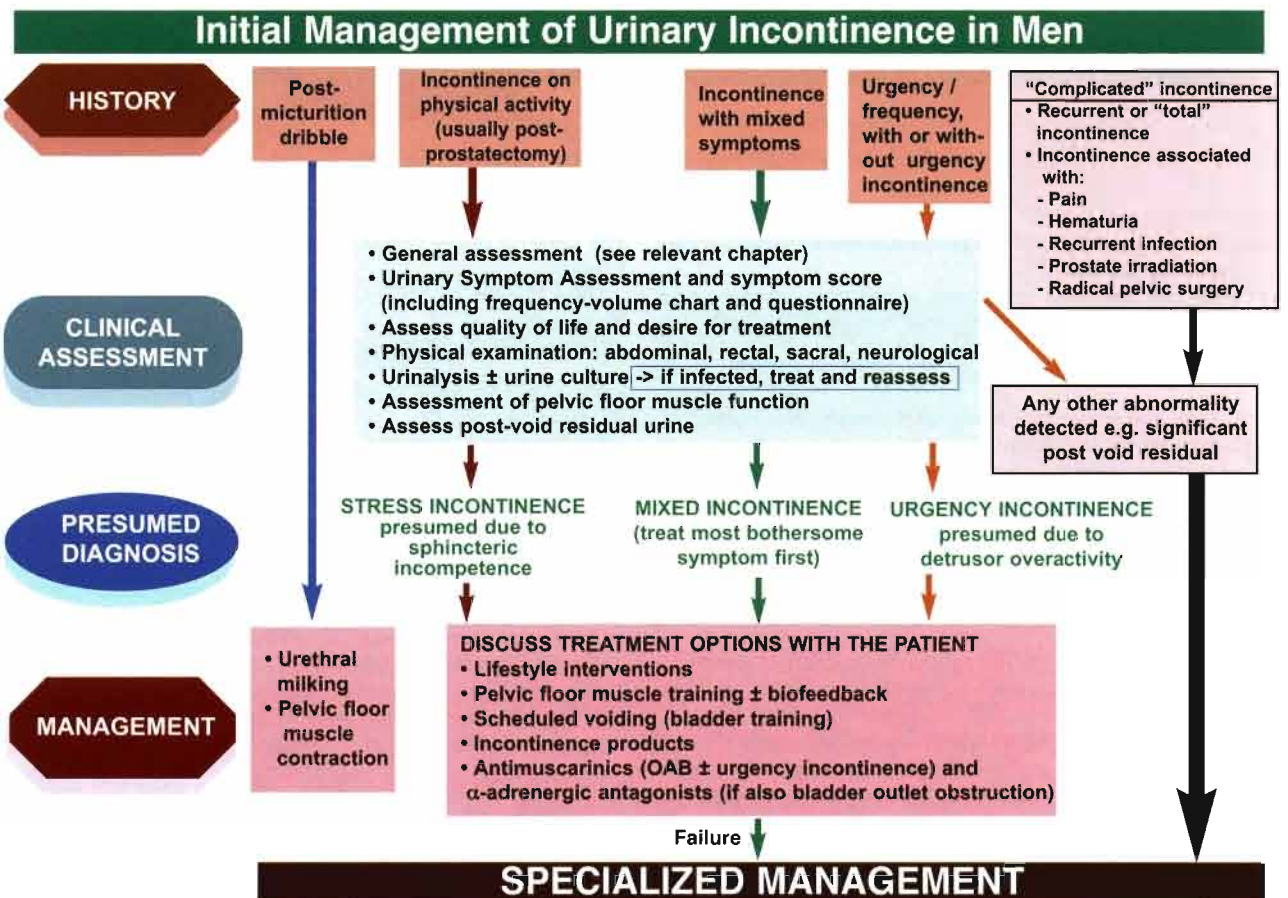 Initial Management of Urinary Incontinence in Men
HISTORY
Post-
micturition
dribble
Incontinence on
physical activity
(usually post-
prostatectomy)
Incontinence
with mixed
symptoms
Urgency /
frequency,
with or with-
out urgency
incontinence
"Complicated" incontinence
• Recurrent or "total"
incontinence
• Incontinence associated
with:
- Pain
- Hematuria
- Recurrent infection
- Prostate irradiation
- Radical pelvic surgery
CLINICAL
ASSESSMENT
• General assessment (see relevant chapter)
• Urinary Symptom Assessment and symptom score
(including frequency-volume chart and questionnaire)
• Assess quality of life and desire for treatment
• Physical examination: abdominal, rectal, sacral, neurological
• Urinalysis ± urine culture -> if infected, treat and reassess
• Assessment of pelvic floor muscle function
• Assess post-void residual urine
Any other abnormality
detected e.g. significant
post void residual
PRESUMED
DIAGNOSIS
STRESS INCONTINENCE
presumed due to
sphincteric
incompetence
MIXED INCONTINENCE
(treat most bothersome
symptom first)
URGENCY INCONTINENCE
presumed due to
detrusor overactivity
MANAGEMENT
• Urethral
milking
• Pelvic floor
muscle
contraction
DISCUSS TREATMENT OPTIONS WITH THE PATIENT
• Lifestyle interventions
• Pelvic floor muscle training ± biofeedback
• Scheduled voiding (bladder training)
• Incontinence products
• Antimuscarinics (OAB ± urgency incontinence) and
α-adrenergic antagonists (if also bladder outlet obstruction)
Failure
SPECIALIZED MANAGEMENT